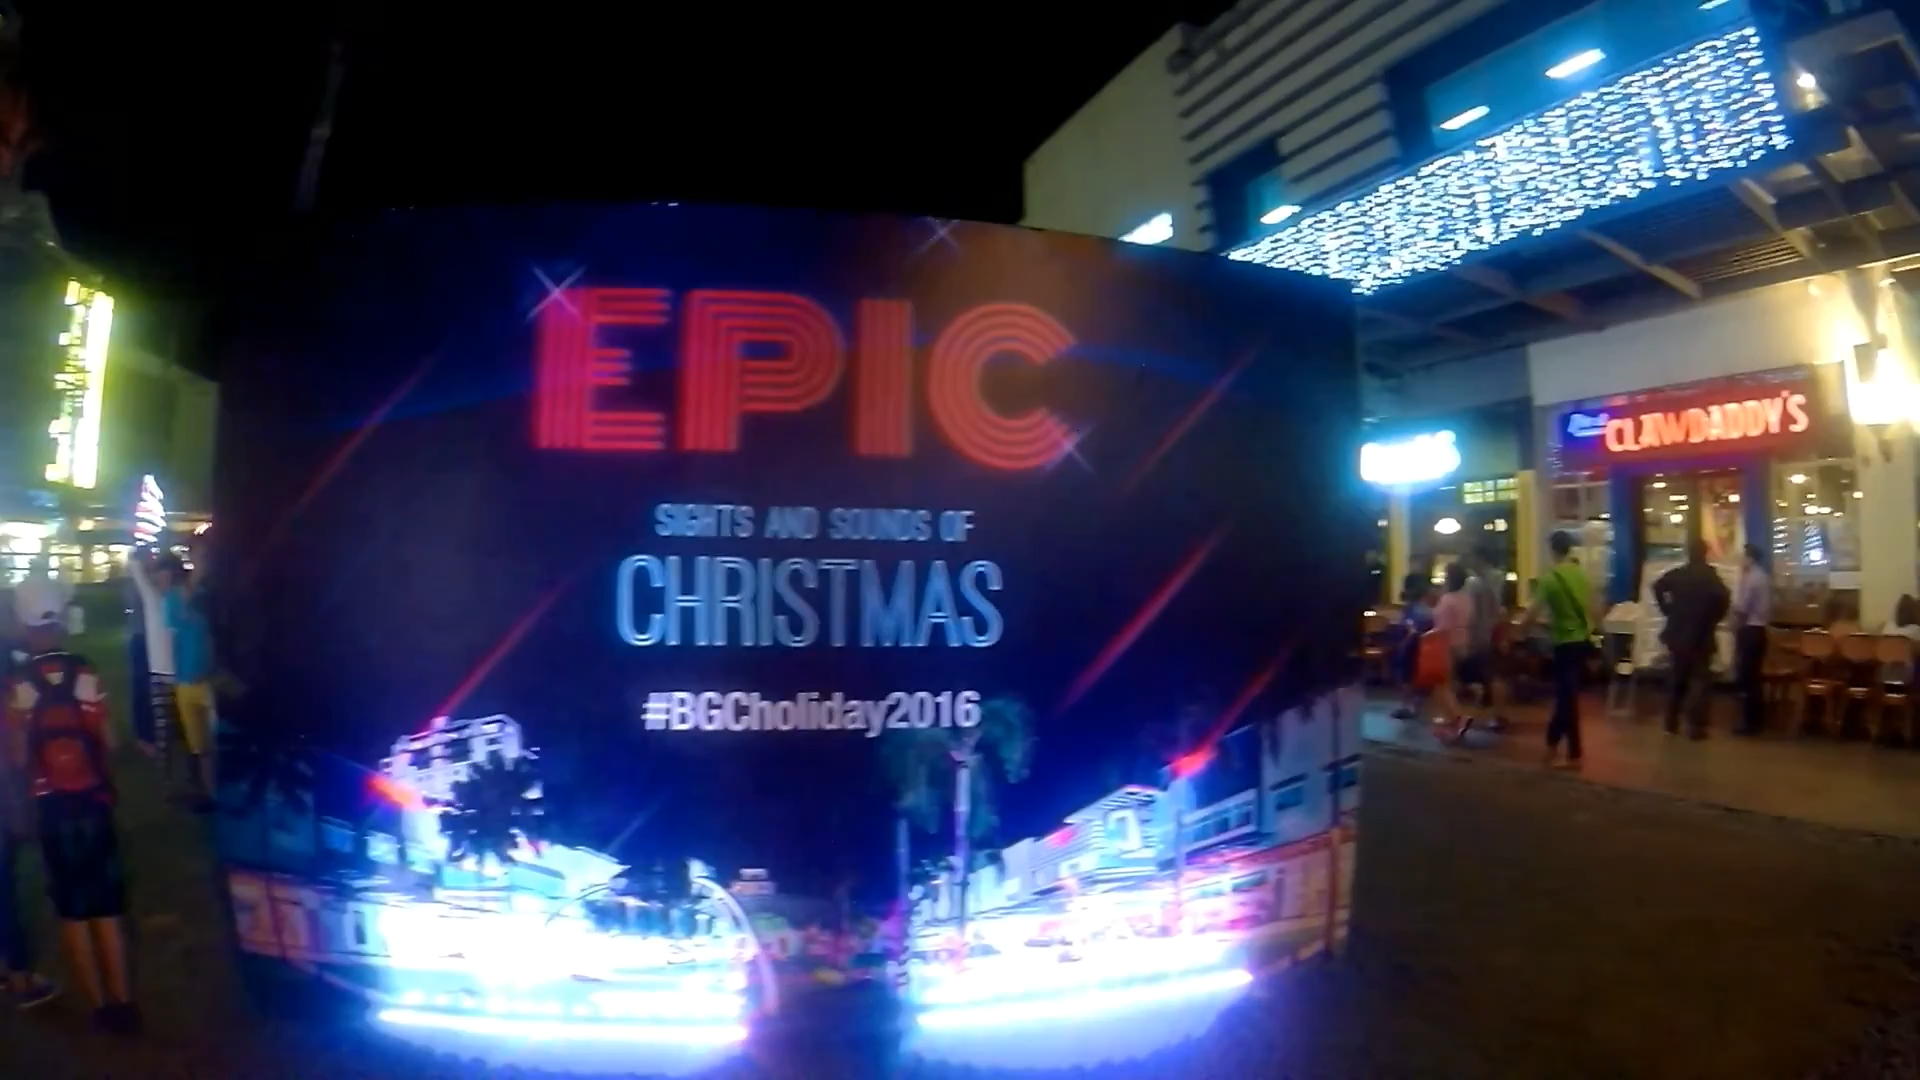 EPIC
SIGHTS AND SOUNDS OF
CHRISTMAS
#BGCholiday2016
CLAWDADDY'S